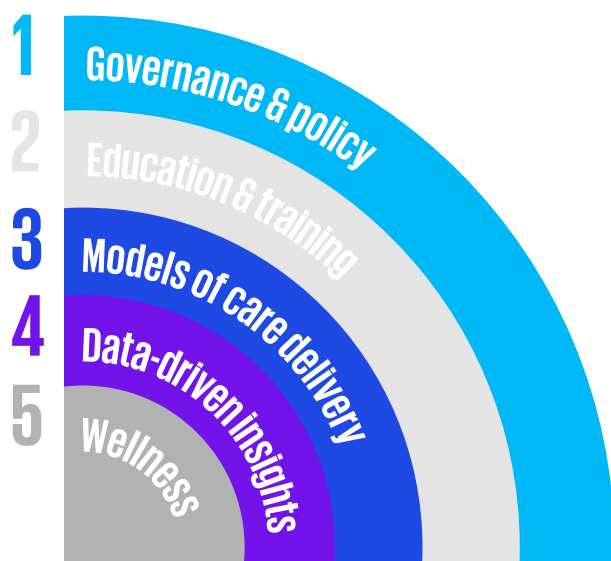 1 Governance & policy
2 Education & training
3 Models of care delivery
4 Data-driven insights
5 Wellness